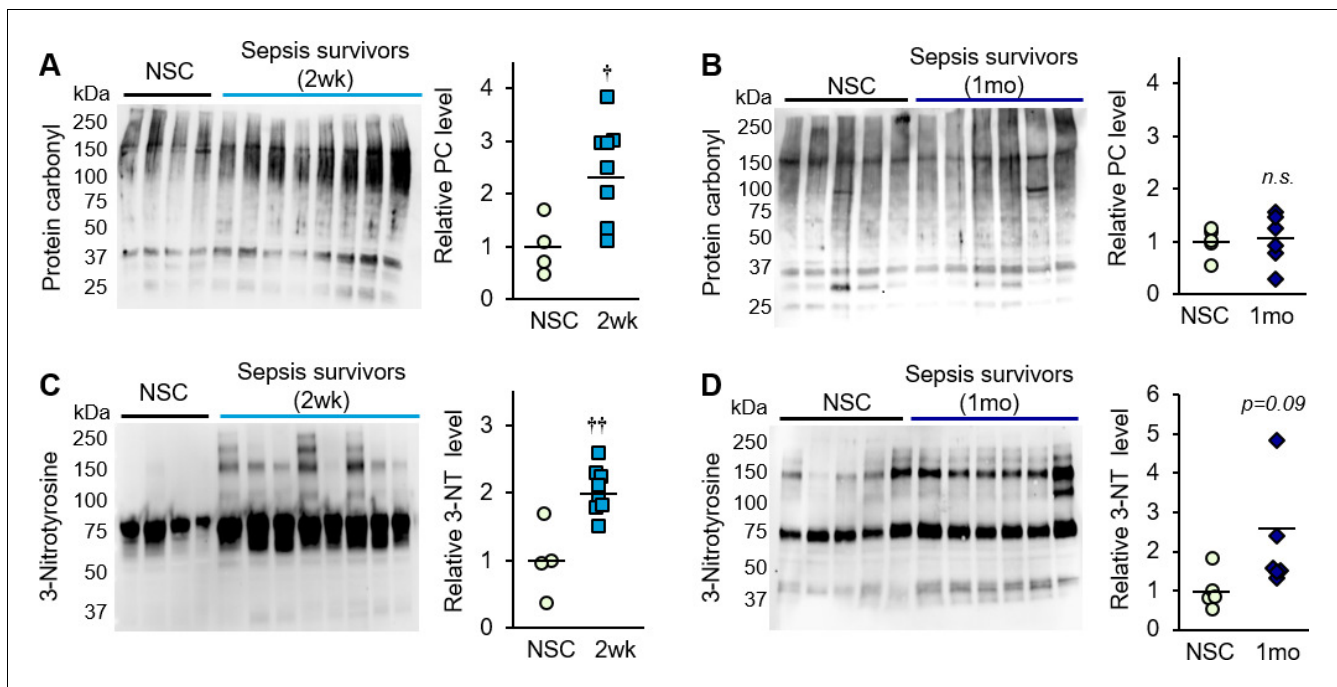 A
NSC
Sepsis survivors
(2wk)
kDa
250
150
100
75
50
37
25
Protein carbonyl
Relative PC level
4
3
2
1
0
†
NSC 2wk
B
NSC
Sepsis survivors
(1mo)
kDa
250
150
100
75
50
37
25
Protein carbonyl
Relative PC level
4
3
2
1
0
n.s.
NSC 1mo
C
NSC
Sepsis survivors
(2wk)
kDa
250
150
100
75
50
37
3-Nitrotyrosine
Relative 3-NT level
3
2
1
0
††
NSC 2wk
D
NSC
Sepsis survivors
(1mo)
kDa
250
150
100
75
50
37
3-Nitrotyrosine
Relative 3-NT level
6
5
4
3
2
1
0
p=0.09
NSC 1mo